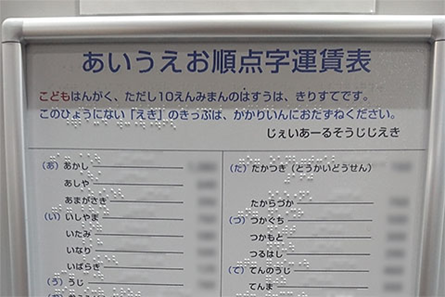 あいうえお順点字運賃表
こどもはんがく、ただし10えんみまんのはすうは、きりすてです。
このひょうにない「えき」のきっぷは、かかりいんにおたずねください。
じぇいあーるそうじじえき
(あ) あかし
あしや
あまがさき
(い) いしやま
いたみ
いなり
いばらき
(う) うじ
(た) たかつき (とうかいどうせん)
たからづか
(つ) つかぐち
つかもと
つるはし
(て) てんのうじ
てんま